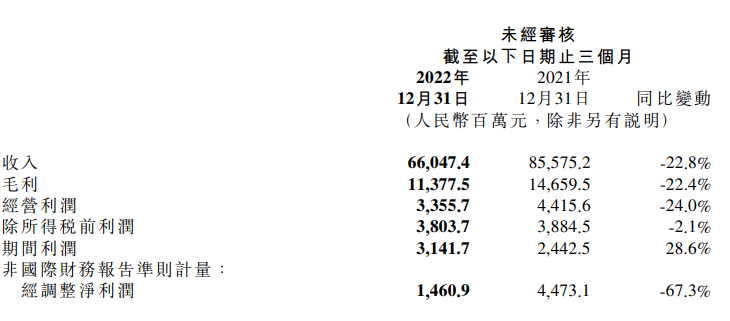 未經審核
截至以下日期止三個月
2022年 2021年
12月31日 12月31日 同比變動
(人民幣百萬元，除非另有説明)
收入 66,047.4 85,575.2 -22.8%
毛利 11,377.5 14,659.5 -22.4%
經營利潤 3,355.7 4,415.6 -24.0%
除所得税前利潤 3,803.7 3,884.5 -2.1%
期間利潤 3,141.7 2,442.5 28.6%
非國際財務報告準則計量：
經調整淨利潤 1,460.9 4,473.1 -67.3%